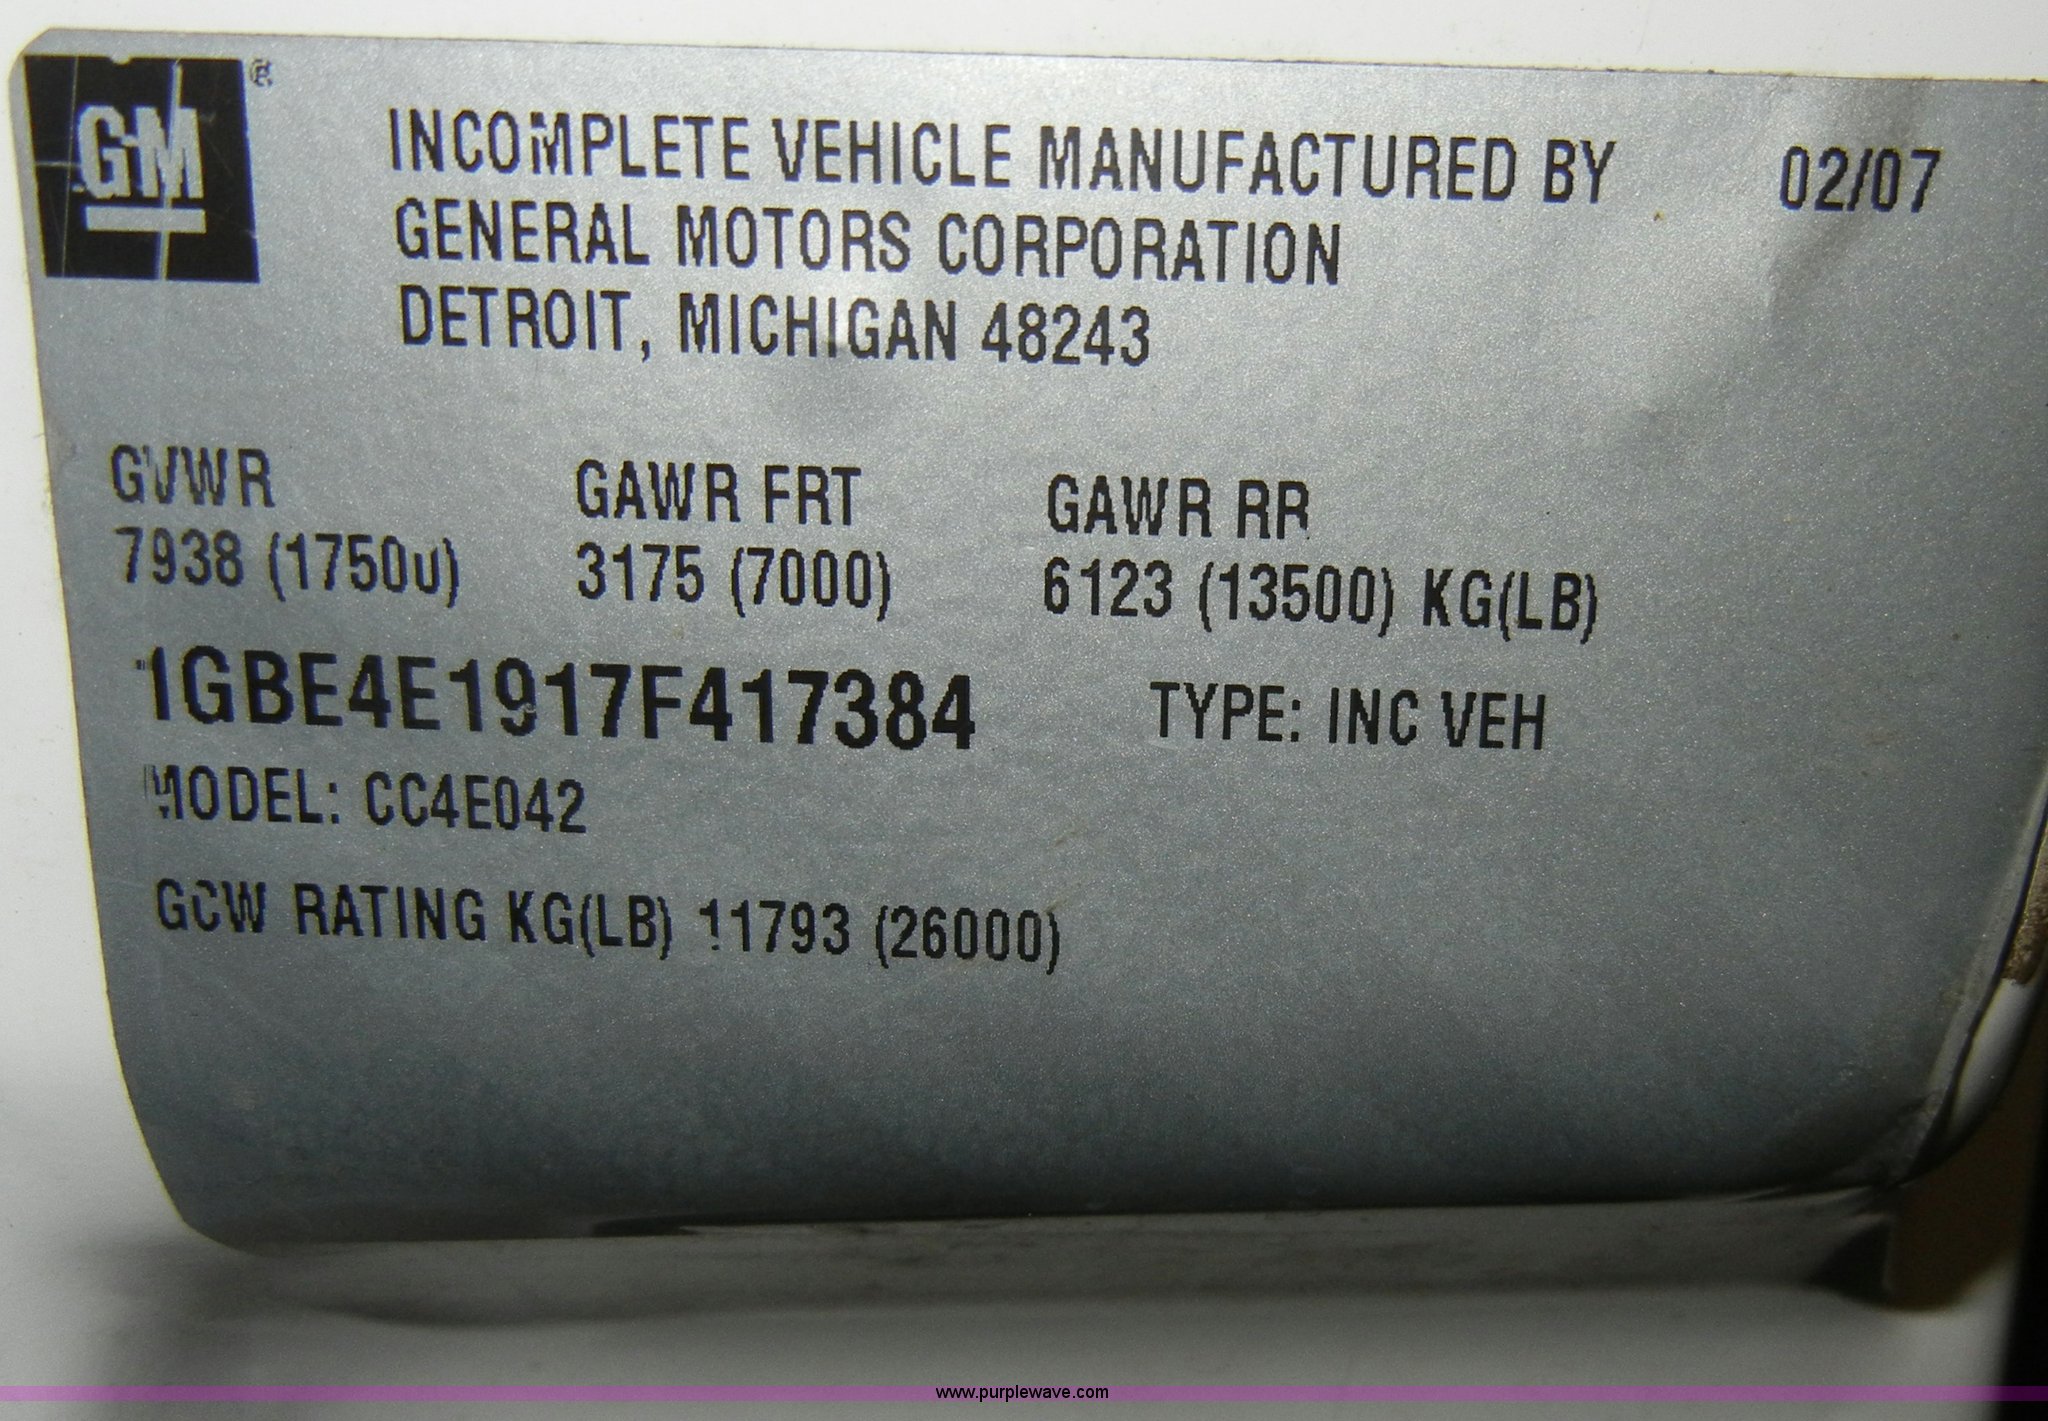 GM ®
INCOMPLETE VEHICLE MANUFACTURED BY 02/07
GENERAL MOTORS CORPORATION
DETROIT, MICHIGAN 48243
GVWR GAWR FRT GAWR RR
7938 (17500) 3175 (7000) 6123 (13500) KG(LB)
1GBE4E1917F417384 TYPE: INC VEH
MODEL: CC4E042
GCW RATING KG(LB) 11793 (26000)
www.purplewave.com